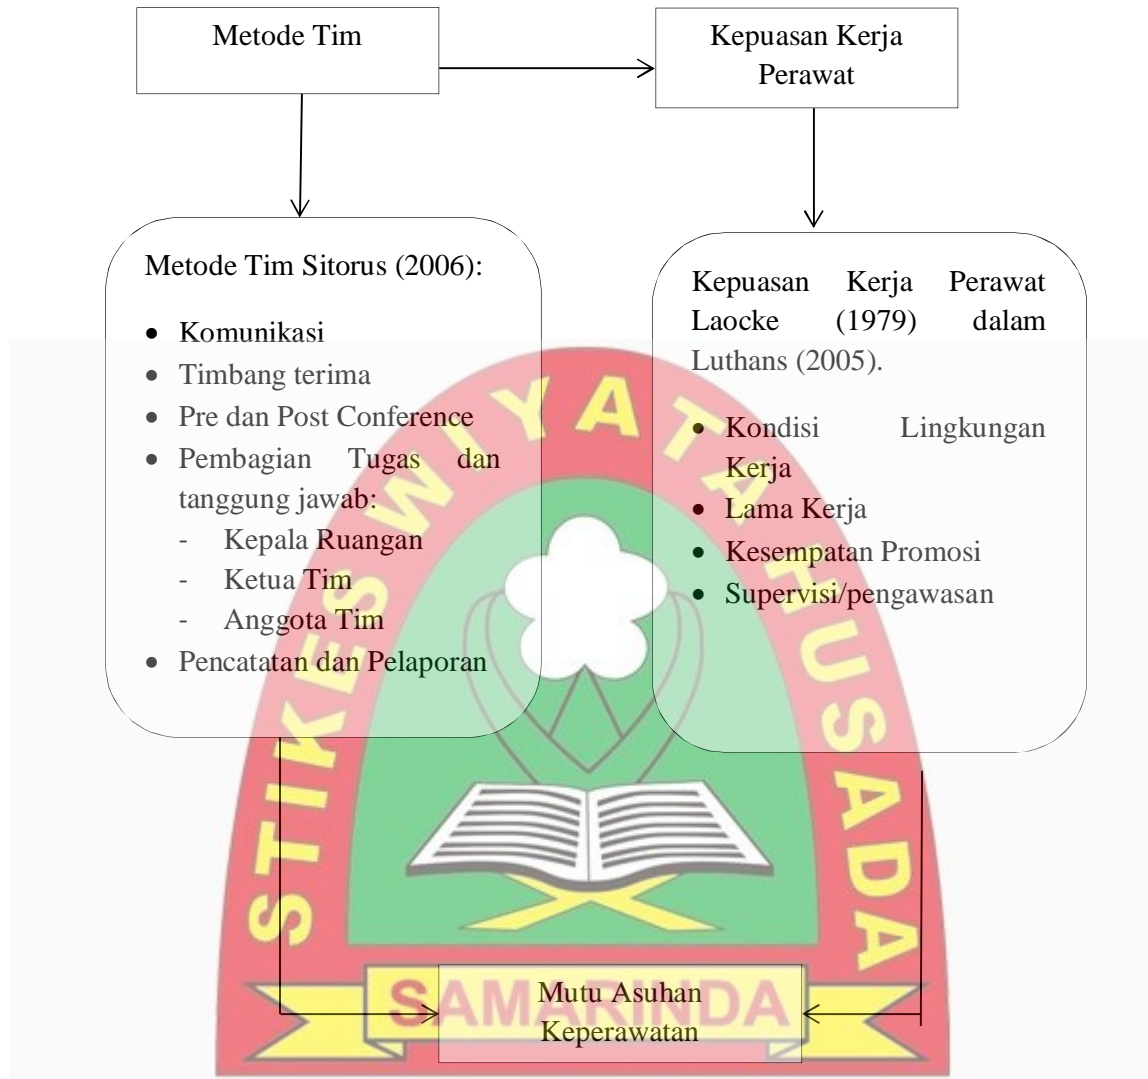 Metode Tim
Kepuasan Kerja
Perawat
Metode Tim Sitorus (2006):
• Komunikasi
• Timbang terima
• Pre dan Post Conference
• Pembagian Tugas dan
tanggung jawab:
- Kepala Ruangan
- Ketua Tim
- Anggota Tim
• Pencatatan dan Pelaporan
Kepuasan Kerja Perawat
Laocke (1979) dalam
Luthans (2005).
• Kondisi Lingkungan
Kerja
• Lama Kerja
• Kesempatan Promosi
• Supervisi/pengawasan
STIKES WIYATA HUSADA
SAMARINDA
Mutu Asuhan
Keperawatan